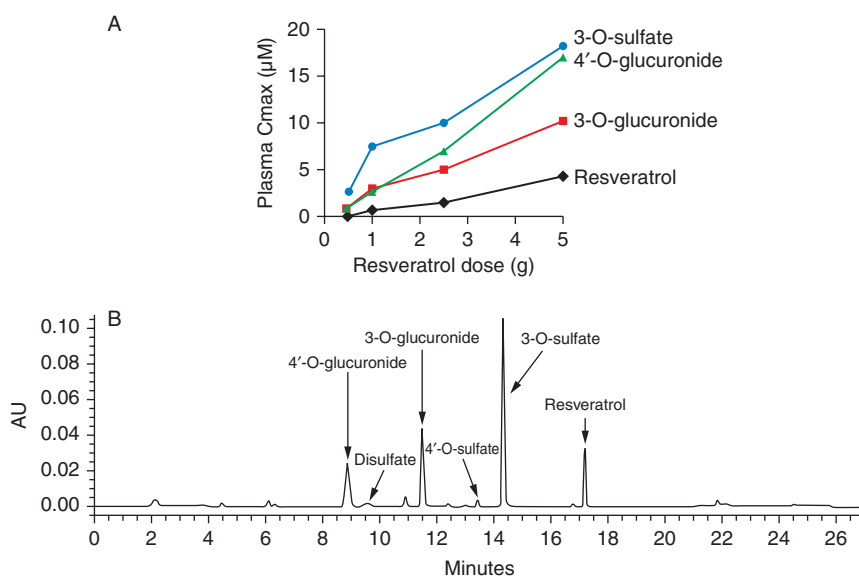 A
Plasma Cmax (µM)
20
15
10
5
0
3-O-sulfate
4′-O-glucuronide
3-O-glucuronide
Resveratrol
0 1 2 3 4 5
Resveratrol dose (g)
B
AU
0.10
0.08
0.06
0.04
0.02
0.00
3-O-glucuronide
3-O-sulfate
4′-O-glucuronide
Resveratrol
Disulfate
4′-O-sulfate
0 2 4 6 8 10 12 14 16 18 20 22 24 26
Minutes